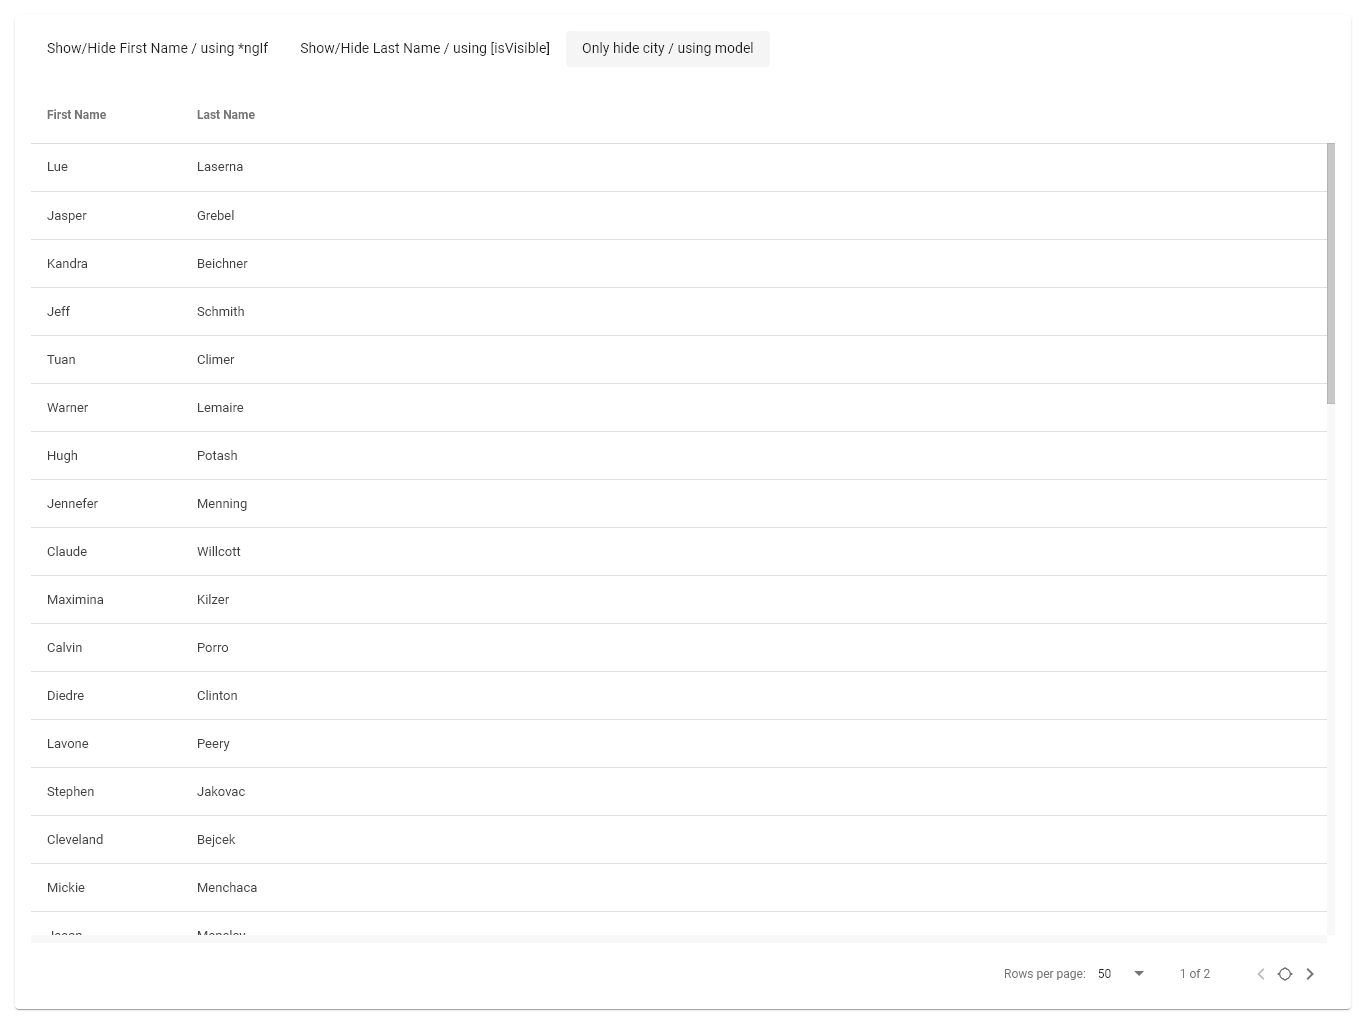 Show/Hide First Name / using *ngIf Show/Hide Last Name / using [isVisible] Only hide city / using model
First Name Last Name
Lue Laserna
Jasper Grebel
Kandra Beichner
Jeff Schmith
Tuan Climer
Warner Lemaire
Hugh Potash
Jennefer Menning
Claude Willcott
Maximina Kilzer
Calvin Porro
Diedre Clinton
Lavone Peery
Stephen Jakovac
Cleveland Bejcek
Mickie Menchaca
Rows per page: 50 1 of 2